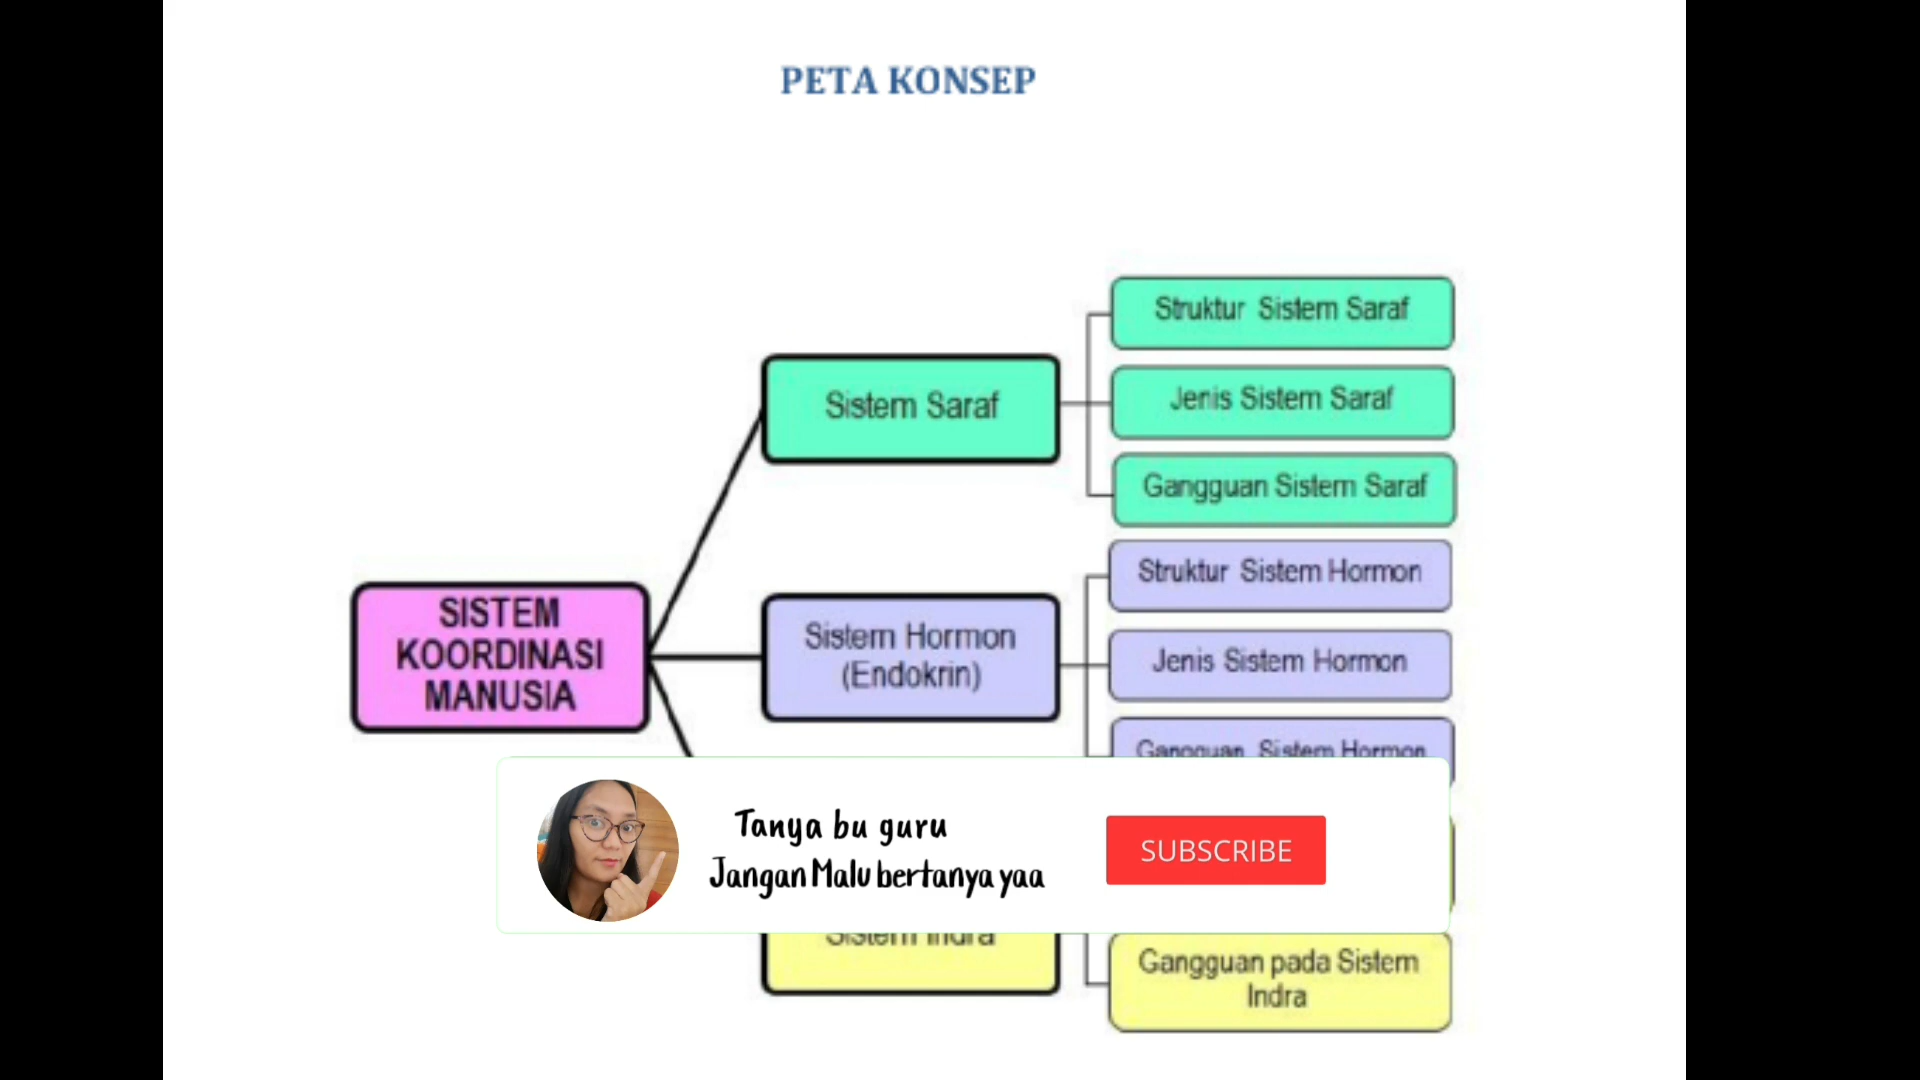 PETA KONSEP
Struktur Sistem Saraf
Jenis Sistem Saraf
Gangguan Sistem Saraf
Sistem Saraf
SISTEM
KOORDINASI
MANUSIA
Sistem Hormon
(Endokrin)
Struktur Sistem Hormon
Jenis Sistem Hormon
Gangguan Sistem Hormon
Tanya bu guru
Jangan Malu bertanya yaa
SUBSCRIBE
Sistem Indra
Gangguan pada Sistem
Indra